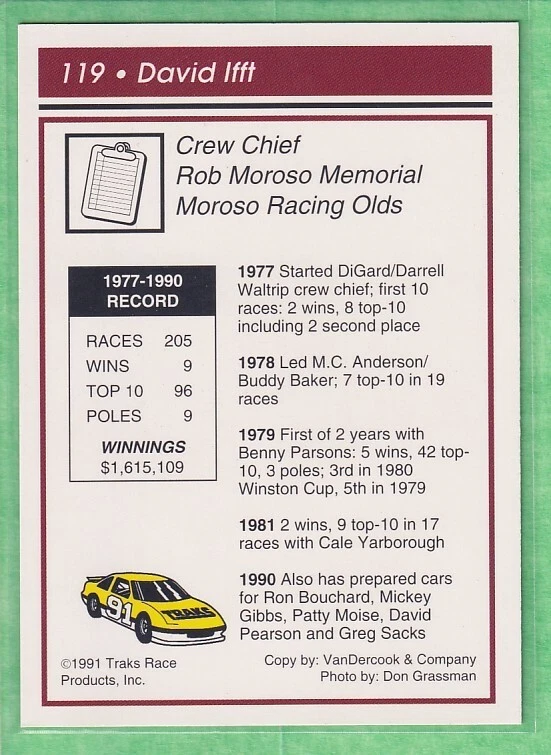 119 • David Ifft
Crew Chief
Rob Moroso Memorial
Moroso Racing Olds
1977-1990
RECORD
RACES 205
WINS 9
TOP 10 96
POLES 9
WINNINGS
$1,615,109
1977 Started DiGard/Darrell
Waltrip crew chief; first 10
races: 2 wins, 8 top-10
including 2 second place
1978 Led M.C. Anderson/
Buddy Baker; 7 top-10 in 19
races
1979 First of 2 years with
Benny Parsons: 5 wins, 42 top-
10, 3 poles; 3rd in 1980
Winston Cup, 5th in 1979
1981 2 wins, 9 top-10 in 17
races with Cale Yarborough
1990 Also has prepared cars
for Ron Bouchard, Mickey
Gibbs, Patty Moise, David
Pearson and Greg Sacks
91
TRAKS
©1991 Traks Race
Products, Inc.
Copy by: VanDercook & Company
Photo by: Don Grassman